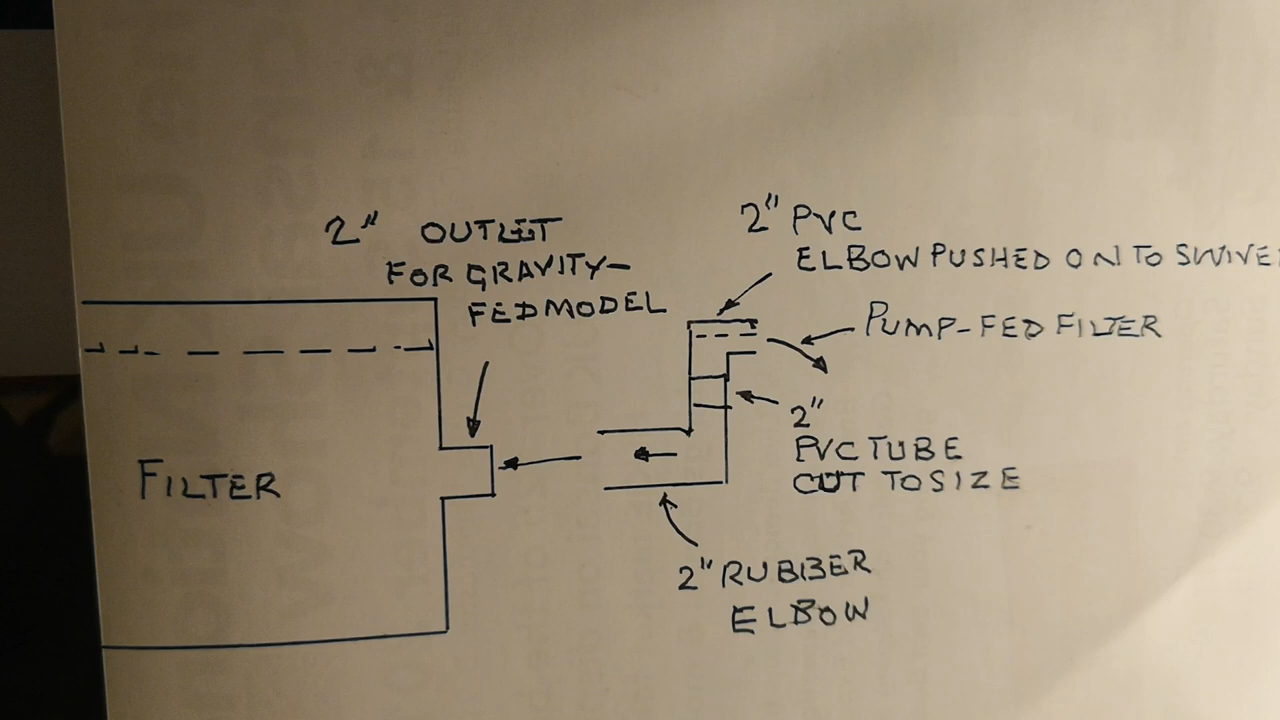 2" OUTLET
FOR GRAVITY-
FED MODEL
2" PVC
ELBOW PUSHED ON TO SWIVE
PUMP-FED FILTER
2"
PVC TUBE
CUT TO SIZE
FILTER
2" RUBBER
ELBOW